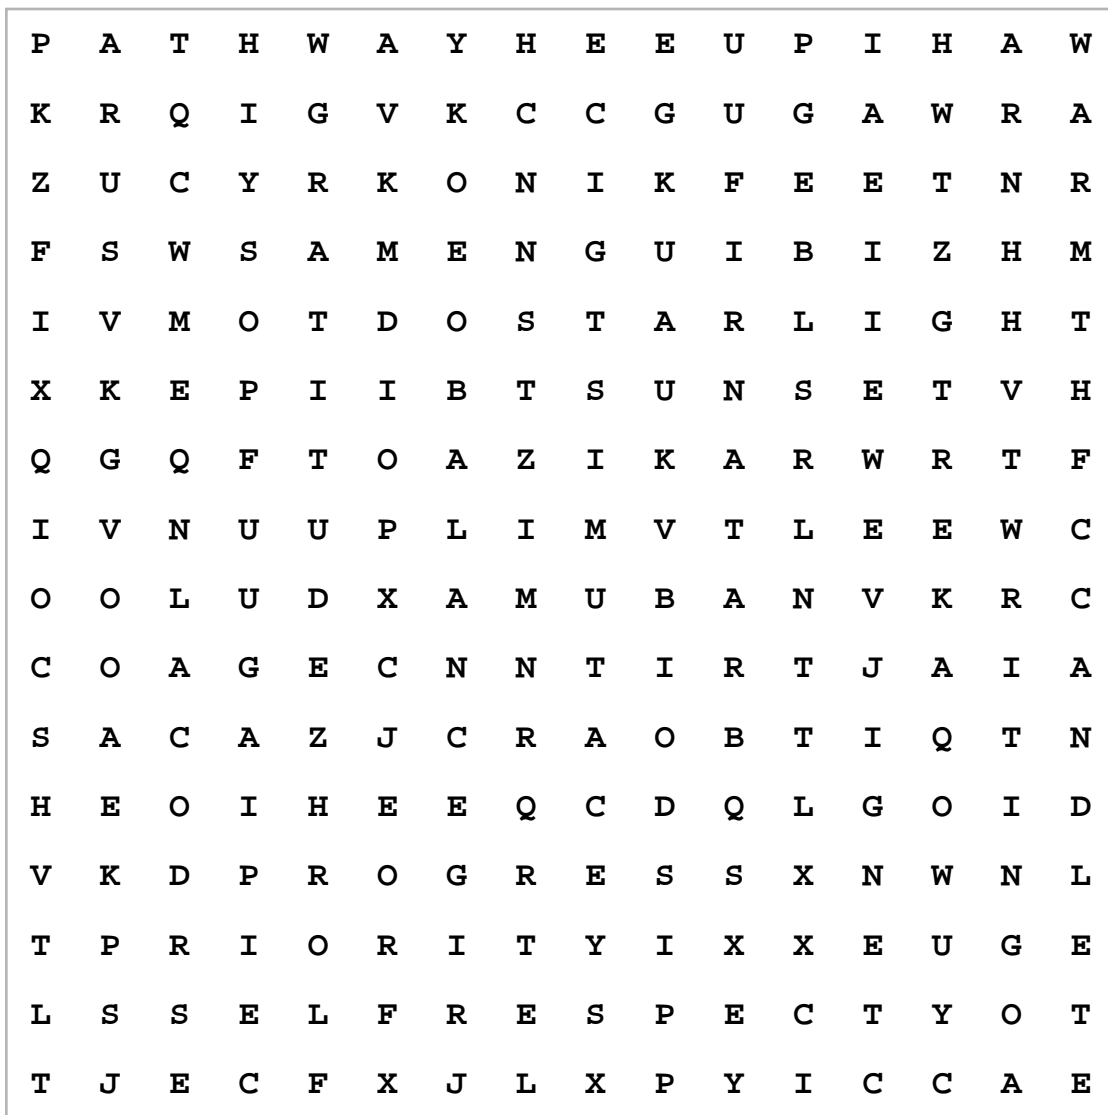 P A T H W A Y H E E U P I H A W
K R Q I G V K C C G U G A W R A
Z U C Y R K O N I K F E E T N R
F S W S A M E N G U I B I Z H M
I V M O T D O S T A R L I G H T
X K E P I I B T S U N S E T V H
Q G Q F T O A Z I K A R W R T F
I V N U U P L I M V T L E E W C
O O L U D X A M U B A N V K R C
C O A G E C N N T I R T J A I A
S A C A Z J C R A O B T I Q T N
H E O I H E E Q C D Q L G O I D
V K D P R O G R E S S X N W N L
T P R I O R I T Y I X X E U G E
L S S E L F R E S P E C T Y O T
T J E C F X J L X P Y I C C A E